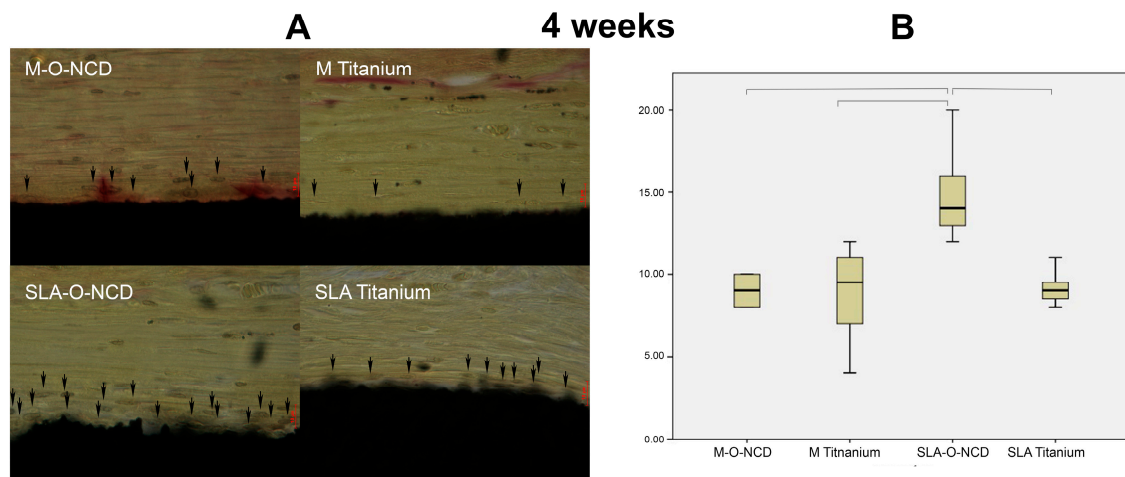 A
4 weeks
B
M-O-NCD
M Titanium
SLA-O-NCD
SLA Titanium
20.00
15.00
10.00
5.00
0.00
M-O-NCD
M Titnanium
SLA-O-NCD
SLA Titanium